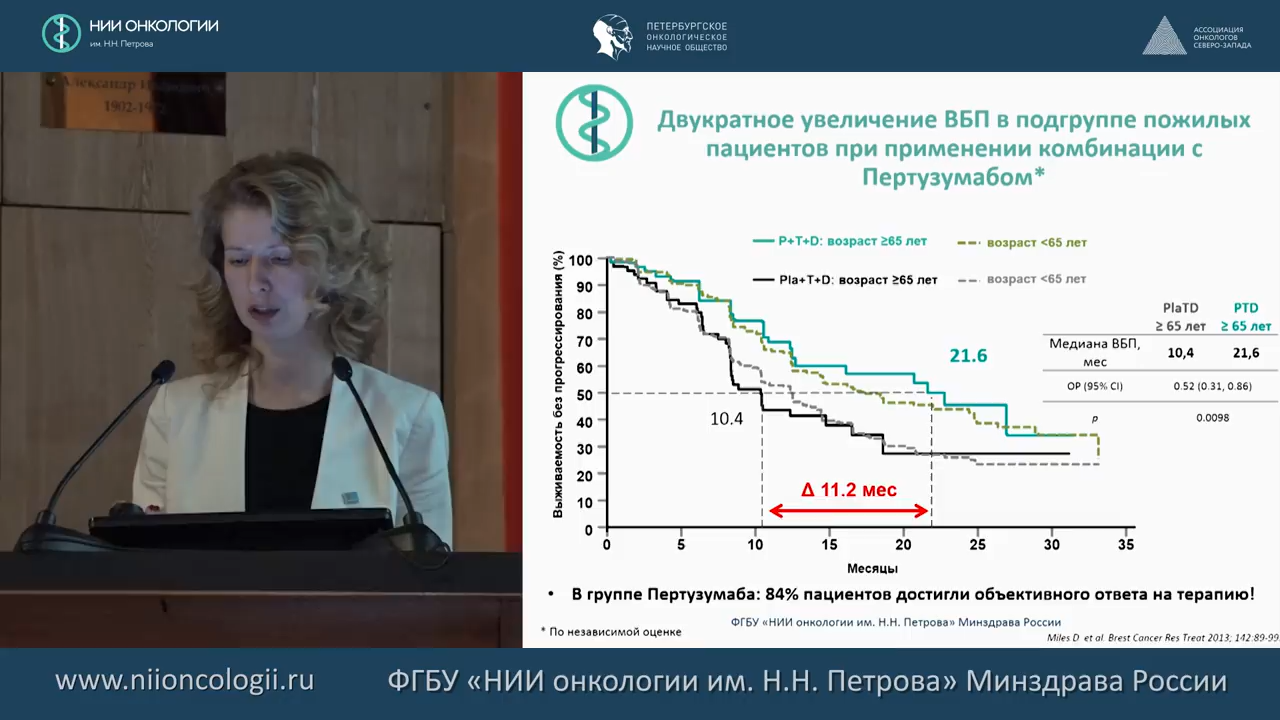 НИИ ОНКОЛОГИИ
им. Н.Н. Петрова
ПЕТЕРБУРГСКОЕ
ОНКОЛОГИЧЕСКОЕ
НАУЧНОЕ ОБЩЕСТВО
АССОЦИАЦИЯ
ОНКОЛОГОВ
СЕВЕРО-ЗАПАДА
Александр
1902-19
Двукратное увеличение ВБП в подгруппе пожилых
пациентов при применении комбинации с
Пертузумабом*
P+T+D: возраст ≥65 лет
возраст <65 лет
Pla+T+D: возраст ≥65 лет
возраст <65 лет
Выживаемость без прогрессирования (%)
100
90
80
70
60
50
40
30
20
10
0
0 5 10 15 20 25 30 35
Месяцы
21.6
10.4
Δ 11.2 мес
PlaTD PTD
≥ 65 лет ≥ 65 лет
Медиана ВБП, мес 10,4 21,6
ОР (95% CI) 0.52 (0.31, 0.86)
p 0.0098
• В группе Пертузумаба: 84% пациентов достигли объективного ответа на терапию!
ФГБУ «НИИ онкологии им. Н.Н. Петрова» Минздрава России
* По независимой оценке
Miles D et al. Brest Cancer Res Treat 2013; 142:89-99
www.niioncologii.ru
ФГБУ «НИИ онкологии им. Н.Н. Петрова» Минздрава России